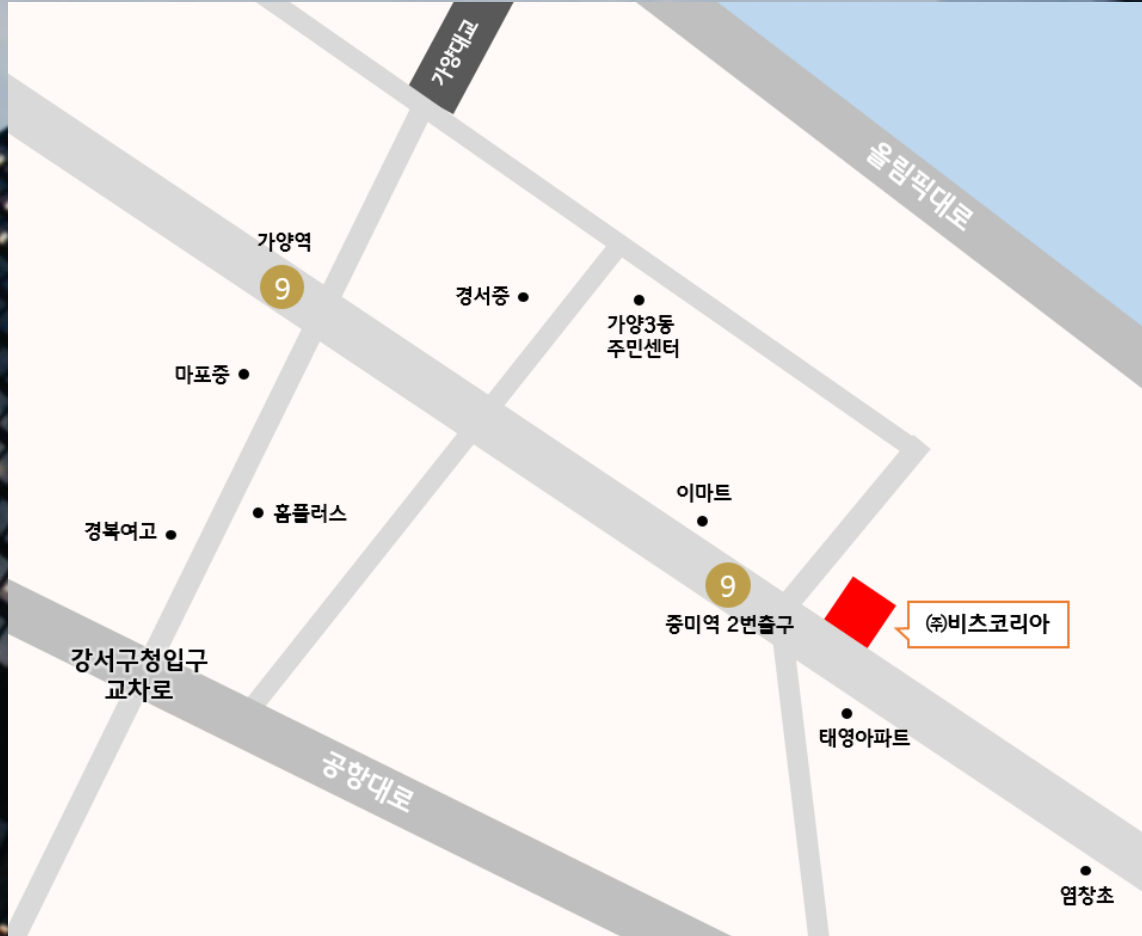 가양대교
올림픽대로
가양역
9
경서중
가양3동
주민센터
마포중
이마트
홈플러스
경복여고
9
중미역 2번출구
㈜비츠코리아
강서구청입구
교차로
태영아파트
공항대로
염창초